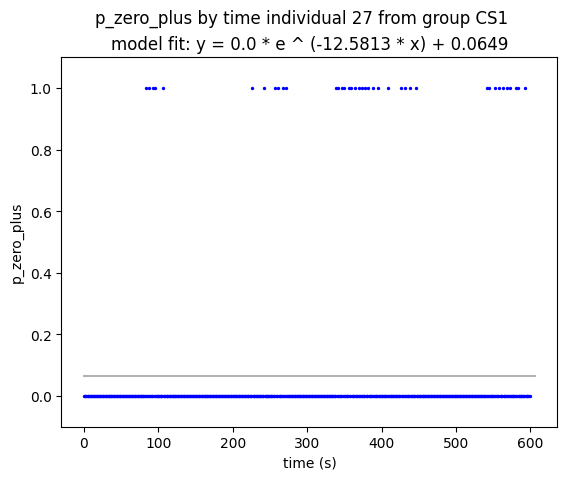 p_zero_plus by time individual 27 from group CS1
model fit: y = 0.0 * e ^ (-12.5813 * x) + 0.0649
1.0
0.8
0.6
0.4
0.2
0.0
p_zero_plus
0 100 200 300 400 500 600
time (s)